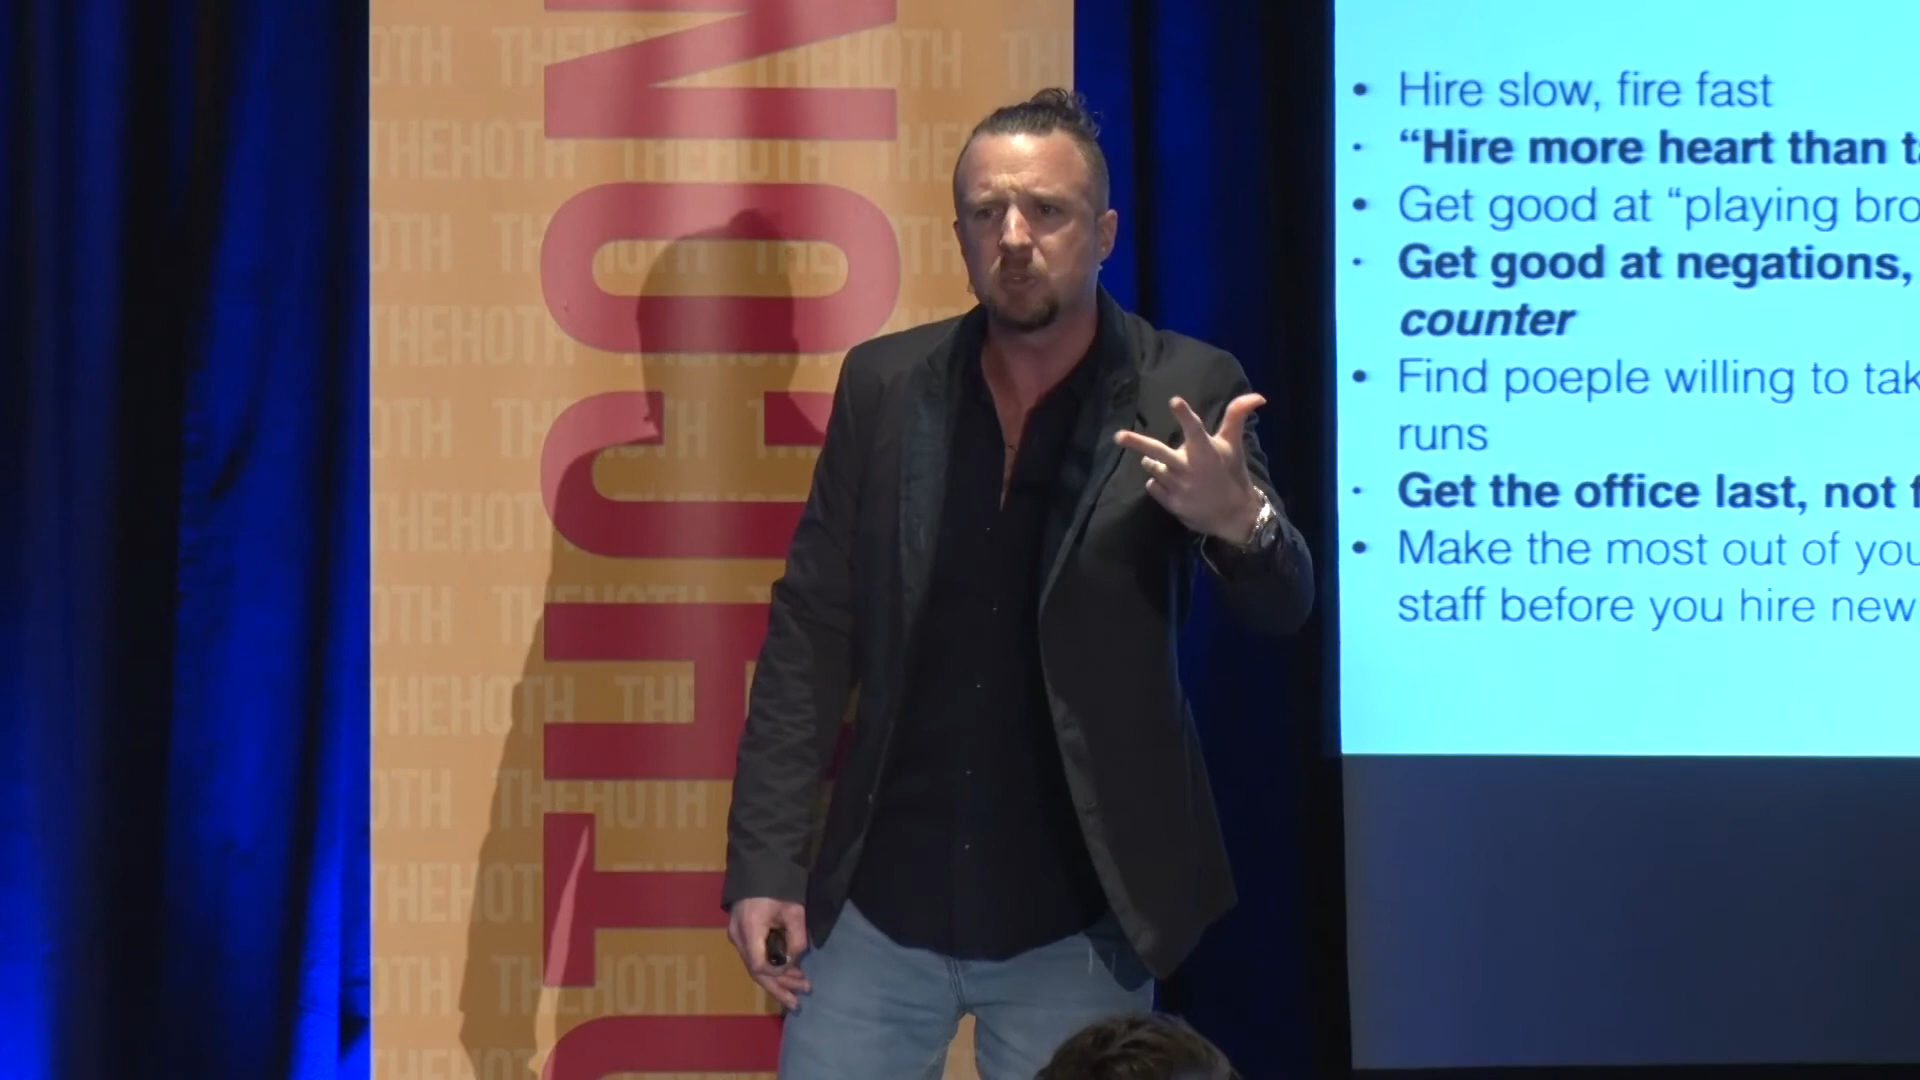 THEHOTH
HOTHCON
Hire slow, fire fast
“Hire more heart than
Get good at “playing
Get good at negations,
counter
Find poeple willing to
runs
Get the office last, not
Make the most out of
staff before you hire new